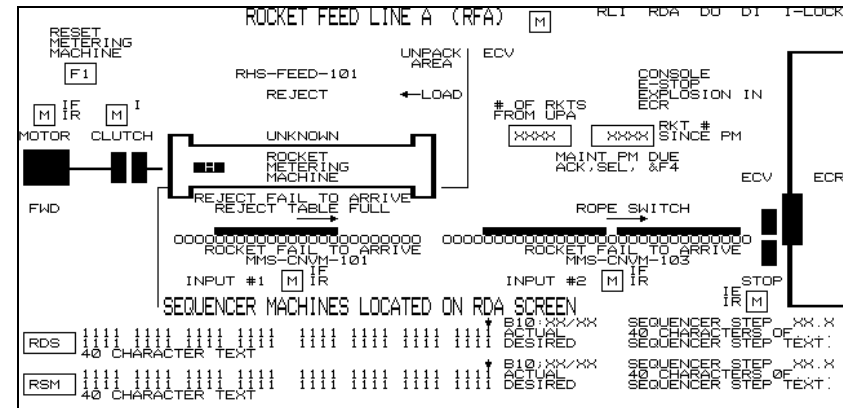 ROCKET FEED LINE A (RFA) M RLI RDA DO DI I-LOCK
RESET
METERING
MACHINE
F1
UNPACK
AREA
ECV
RHS-FEED-101
REJECT
←LOAD
CONSOLE
E-STOP
EXPLOSION IN
ECR
# OF RKTS
FROM UPA
XXXX
XXXX
RKT #
SINCE PM
M IF
IR
M I
MOTOR CLUTCH
UNKNOWN
ROCKET
METERING
MACHINE
MAINT PM DUE
ACK,SEL, &F4
ECV ECR
FWD
REJECT FAIL TO ARRIVE
REJECT TABLE FULL
ROPE SWITCH
ROCKET FAIL TO ARRIVE
MMS-CNVM-101
ROCKET FAIL TO ARRIVE
MMS-CNVM-103
INPUT #1 M IF
IR
INPUT #2 M IF
IR
STOP
IE
IR M
SEQUENCER MACHINES LOCATED ON RDA SCREEN
RDS
1111 1111 1111 1111 1111 1111 1111 1111 B10:XX/XX SEQUENCER STEP XX.X
1111 1111 1111 1111 1111 1111 1111 1111 ACTUAL 40 CHARACTERS OF
1111 1111 1111 1111 1111 1111 1111 1111 DESIRED SEQUENCER STEP TEXT:
40 CHARACTER TEXT
RSM
B10:XX/XX SEQUENCER STEP XX.X
1111 1111 1111 1111 1111 1111 1111 1111 ACTUAL 40 CHARACTERS OF
1111 1111 1111 1111 1111 1111 1111 1111 DESIRED SEQUENCER STEP TEXT:
40 CHARACTER TEXT